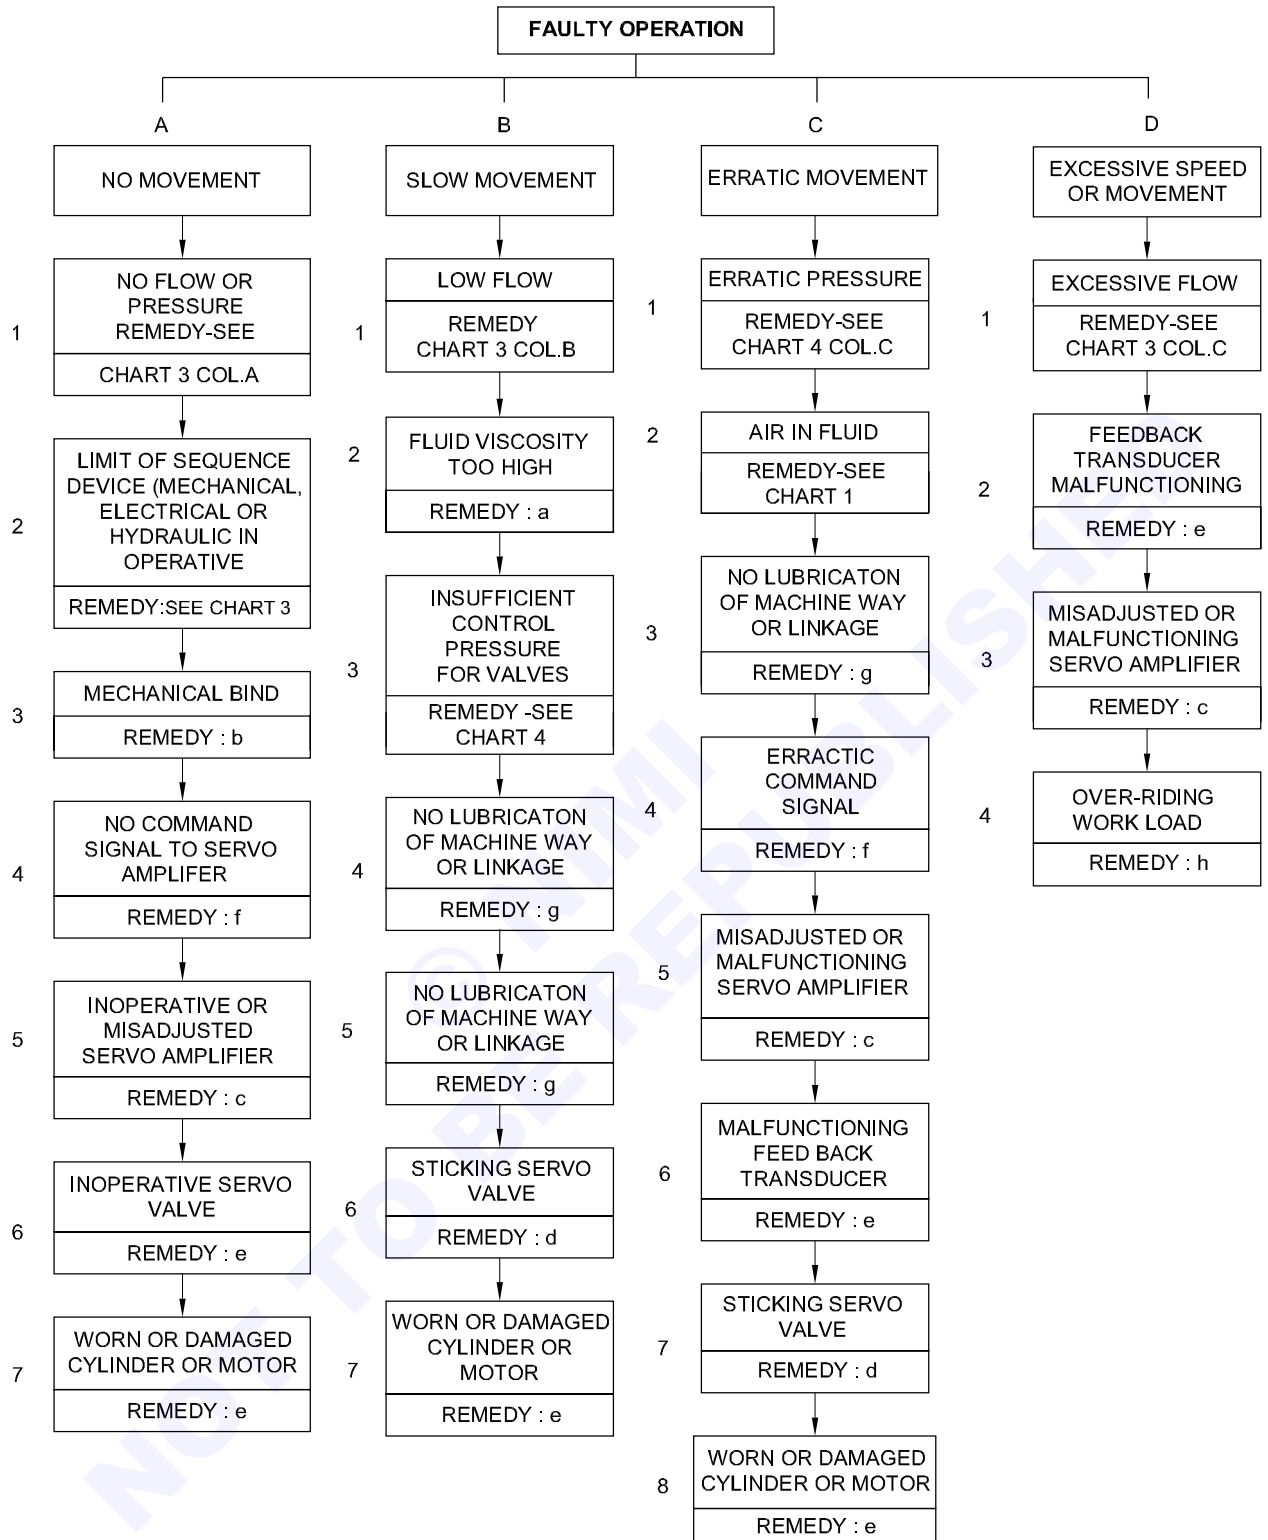 FAULTY OPERATION
A
NO MOVEMENT
1
NO FLOW OR
PRESSURE
REMEDY-SEE
CHART 3 COL.A
2
LIMIT OF SEQUENCE
DEVICE (MECHANICAL,
ELECTRICAL OR
HYDRAULIC IN
OPERATIVE
REMEDY:SEE CHART 3
3
MECHANICAL BIND
REMEDY : b
4
NO COMMAND
SIGNAL TO SERVO
AMPLIFER
REMEDY : f
5
INOPERATIVE OR
MISADJUSTED
SERVO AMPLIFIER
REMEDY : c
6
INOPERATIVE SERVO
VALVE
REMEDY : e
7
WORN OR DAMAGED
CYLINDER OR MOTOR
REMEDY : e
B
SLOW MOVEMENT
1
LOW FLOW
REMEDY
CHART 3 COL.B
2
FLUID VISCOSITY
TOO HIGH
REMEDY : a
3
INSUFFICIENT
CONTROL
PRESSURE
FOR VALVES
REMEDY -SEE
CHART 4
4
NO LUBRICATON
OF MACHINE WAY
OR LINKAGE
REMEDY : g
5
NO LUBRICATON
OF MACHINE WAY
OR LINKAGE
REMEDY : g
6
STICKING SERVO
VALVE
REMEDY : d
7
WORN OR DAMAGED
CYLINDER OR
MOTOR
REMEDY : e
C
ERRATIC MOVEMENT
1
ERRATIC PRESSURE
REMEDY-SEE
CHART 4 COL.C
2
AIR IN FLUID
REMEDY-SEE
CHART 1
3
NO LUBRICATON
OF MACHINE WAY
OR LINKAGE
REMEDY : g
4
ERRACTIC
COMMAND
SIGNAL
REMEDY : f
5
MISADJUSTED OR
MALFUNCTIONING
SERVO AMPLIFIER
REMEDY : c
6
MALFUNCTIONING
FEED BACK
TRANSDUCER
REMEDY : e
7
STICKING SERVO
VALVE
REMEDY : d
8
WORN OR DAMAGED
CYLINDER OR MOTOR
REMEDY : e
D
EXCESSIVE SPEED
OR MOVEMENT
1
EXCESSIVE FLOW
REMEDY-SEE
CHART 3 COL.C
2
FEEDBACK
TRANSDUCER
MALFUNCTIONING
REMEDY : e
3
MISADJUSTED OR
MALFUNCTIONING
SERVO AMPLIFIER
REMEDY : c
4
OVER-RIDING
WORK LOAD
REMEDY : h
© NIMI
NOT TO BE REPUBLISHED